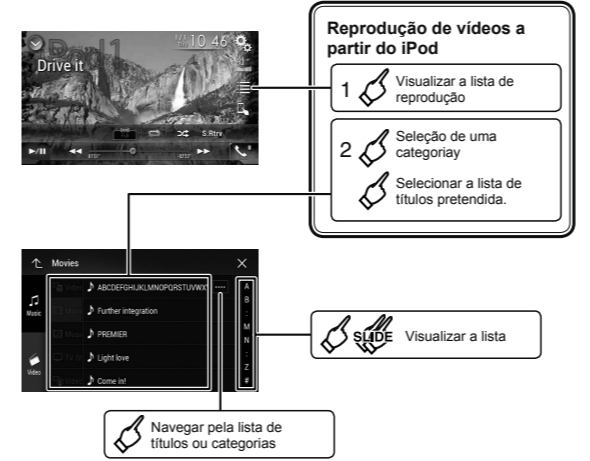 Reprodução de vídeos a
partir do iPod
1 Visualizar a lista de
reprodução
2 Seleção de uma
categoriay
Selecionar a lista de
títulos pretendida.
iPod1
10 46
Drive it
S.Rtrv
Movies
ABCDEFGHIJKLMNOPQRSTUVWX
Further integration
PREMIER
Light love
Come in!
Music
Video
A
B
:
M
N
:
Z
#
SLIDE
Visualizar a lista
Navegar pela lista de
títulos ou categorias